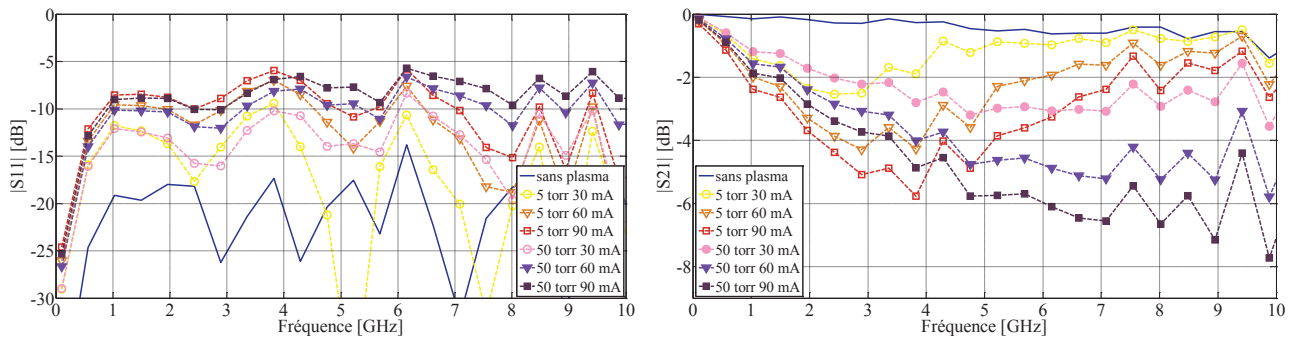 |S11| [dB]
0
-5
-10
-15
-20
-25
-30
sans plasma
5 torr 30 mA
5 torr 60 mA
5 torr 90 mA
50 torr 30 mA
50 torr 60 mA
50 torr 90 mA
0 1 2 3 4 5 6 7 8 9 10
Fréquence [GHz]
|S21| [dB]
0
-2
-4
-6
-8
sans plasma
5 torr 30 mA
5 torr 60 mA
5 torr 90 mA
50 torr 30 mA
50 torr 60 mA
50 torr 90 mA
0 1 2 3 4 5 6 7 8 9 10
Fréquence [GHz]